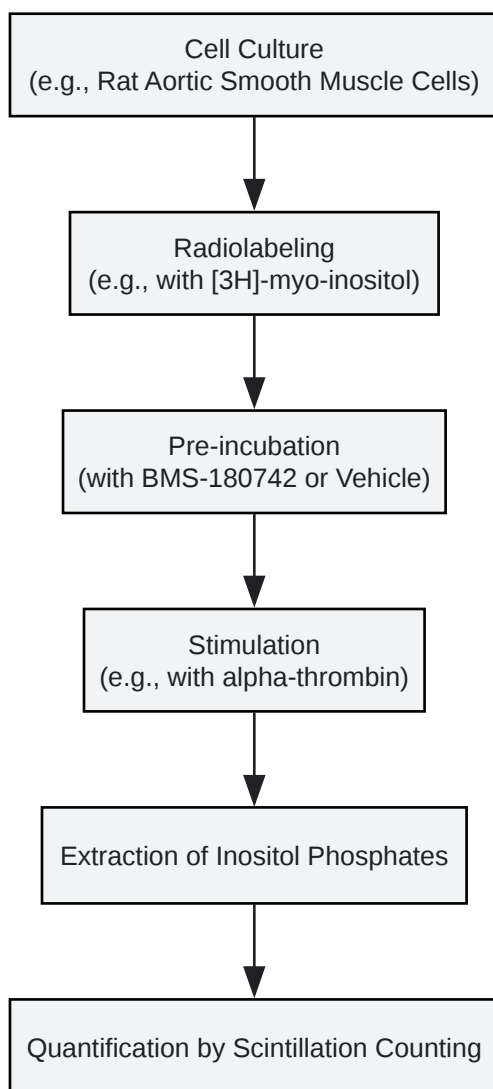 Cell Culture
(e.g., Rat Aortic Smooth Muscle Cells)
Radiolabeling
(e.g., with [3H]-myo-inositol)
Pre-incubation
(with BMS-180742 or Vehicle)
Stimulation
(e.g., with alpha-thrombin)
Extraction of Inositol Phosphates
Quantification by Scintillation Counting